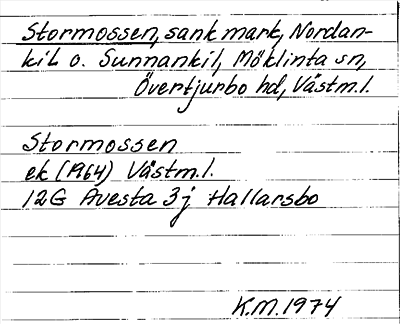 Stormossen, sank mark, Nordan-
kil o. Sunnankil, Möklinta sn,
Övertjurbo hd, Västm.l.
Stormossen
ek (1964) Västm.l.
12G Avesta 3j Hallarsbo
K.M. 1974